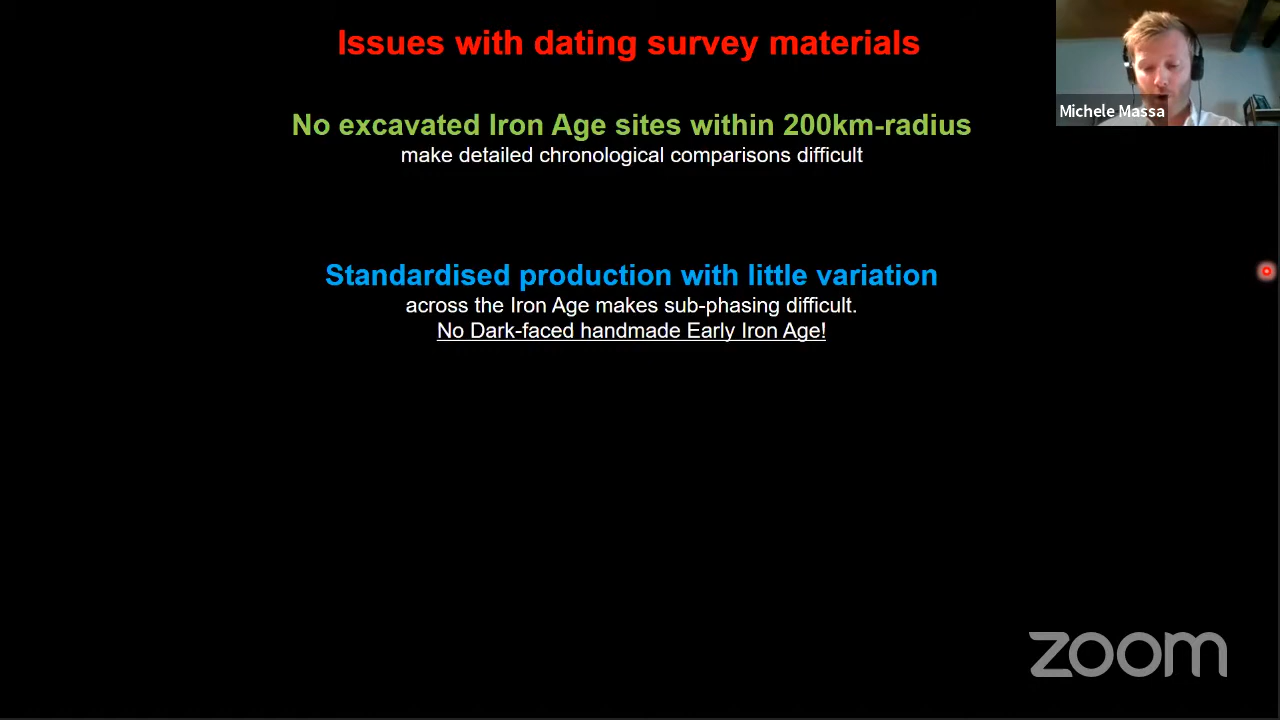 Issues with dating survey materials
Michele Massa
No excavated Iron Age sites within 200km-radius
make detailed chronological comparisons difficult
Standardised production with little variation
across the Iron Age makes sub-phasing difficult.
No Dark-faced handmade Early Iron Age!
zoom